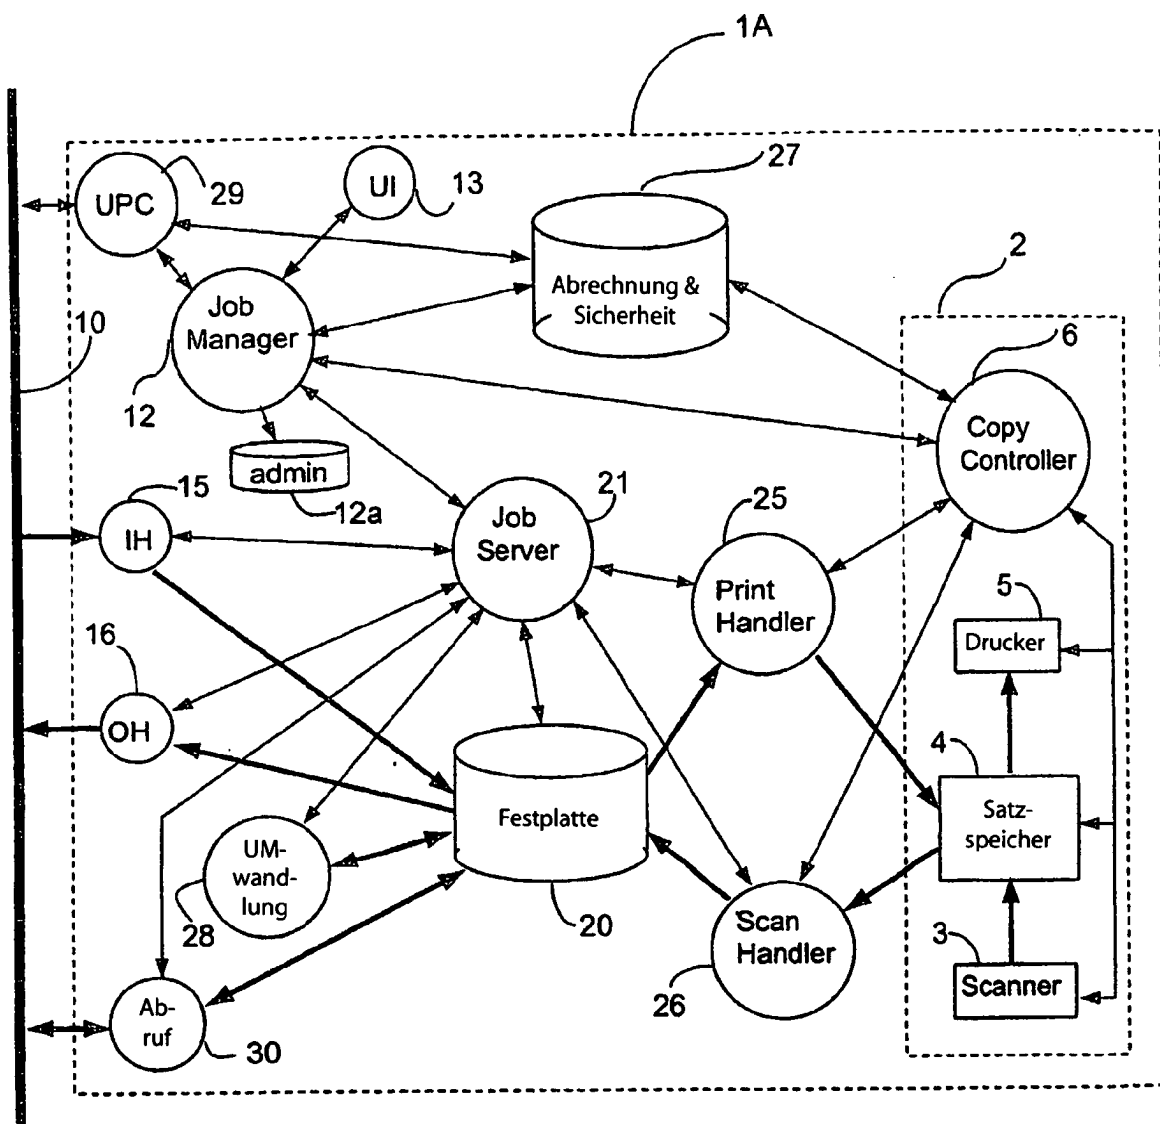 1A
UPC
29
UI
13
27
Abrechnung &
Sicherheit
2
6
10
Job
Manager
12
admin
12a
Copy
Controller
15
IH
21
Job
Server
25
Print
Handler
5
Drucker
16
OH
4
Satz-
speicher
Festplatte
20
UM-
wand-
lung
28
Scan
Handler
26
3
Scanner
Ab-
ruf
30